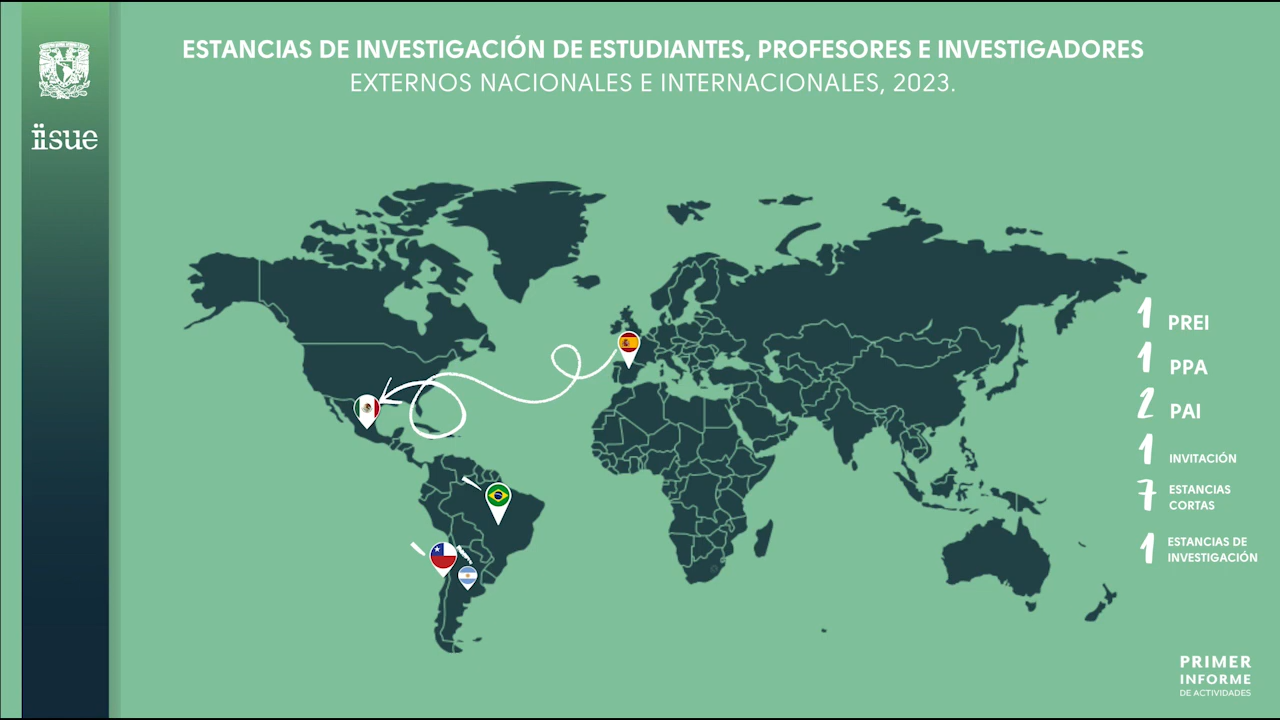 ESTANCIAS DE INVESTIGACIÓN DE ESTUDIANTES, PROFESORES E INVESTIGADORES
EXTERNOS NACIONALES E INTERNACIONALES, 2023.
iisue
1 PREI
1 PPA
2 PAI
1 INVITACIÓN
7 ESTANCIAS
CORTAS
1 ESTANCIAS DE
INVESTIGACIÓN
PRIMER
INFORME
DE ACTIVIDADES